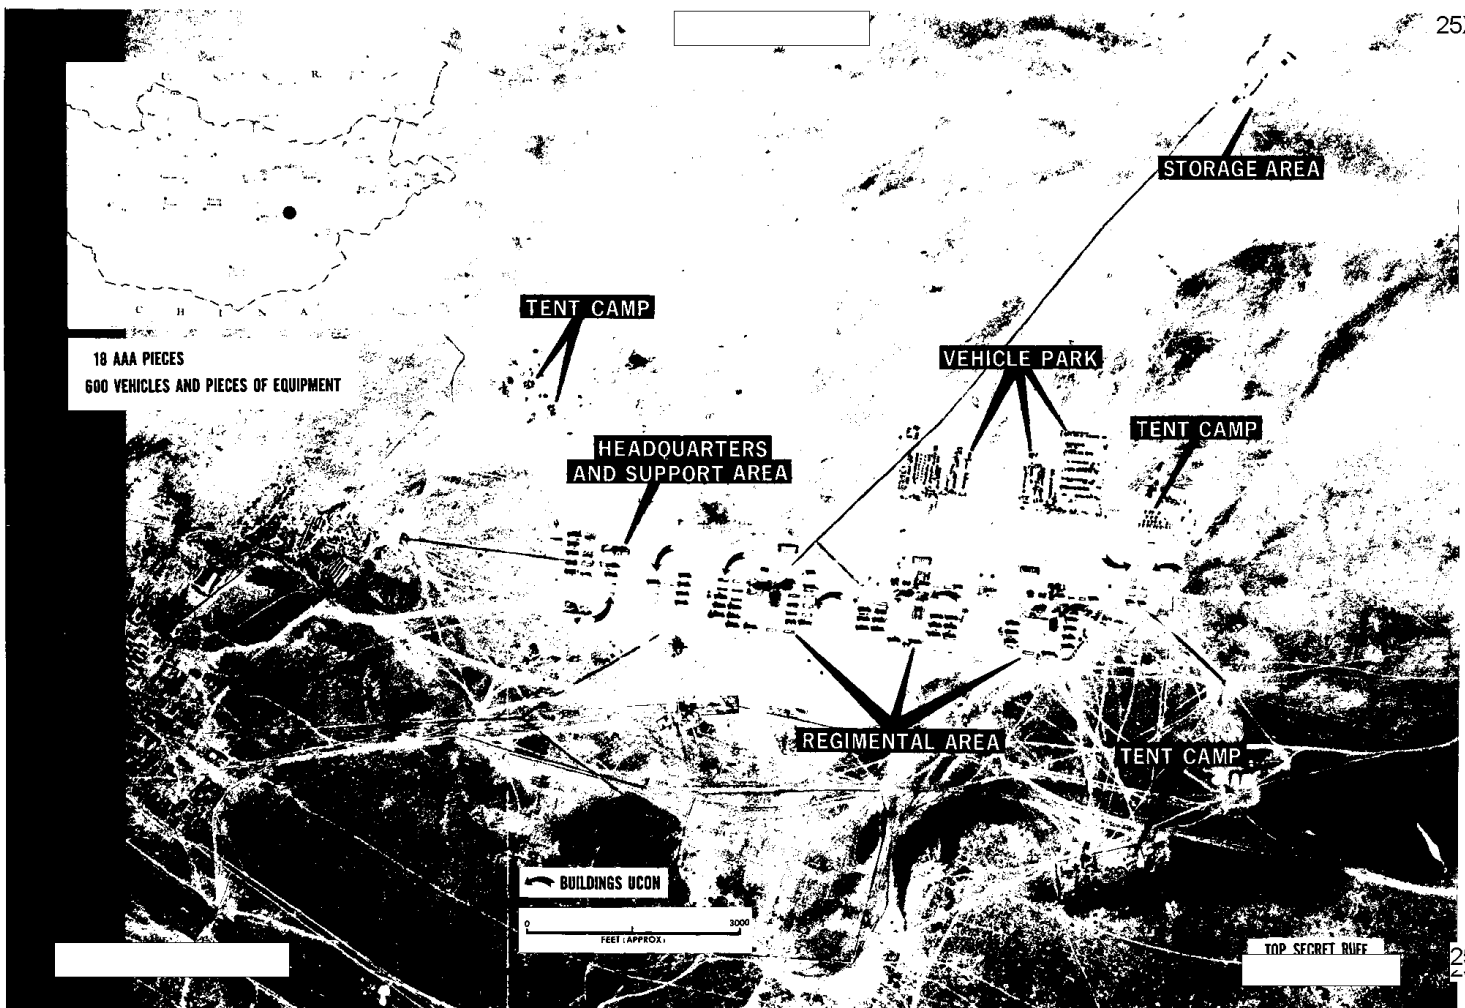 25X
STORAGE AREA
C H I N A
TENT CAMP
18 AAA PIECES
600 VEHICLES AND PIECES OF EQUIPMENT
VEHICLE PARK
TENT CAMP
HEADQUARTERS
AND SUPPORT AREA
REGIMENTAL AREA
TENT CAMP
BUILDINGS UCON
0 3000
FEET (APPROX)
TOP SECRET RUFF